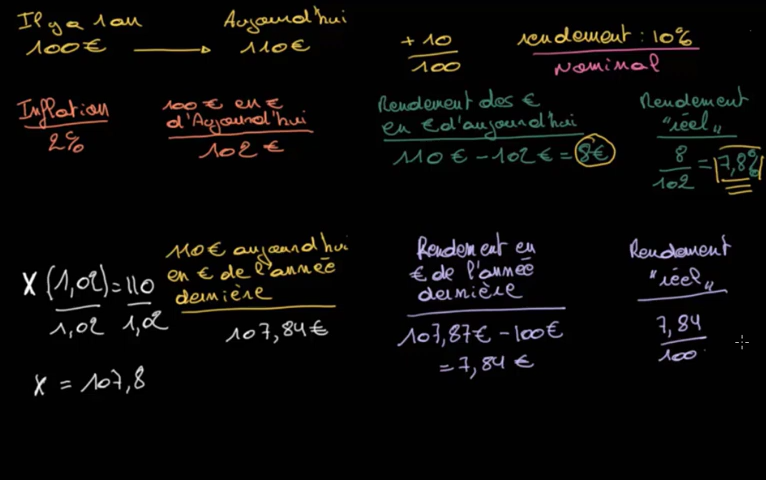 Il y a 1 an
100 €
Aujourd'hui
110 €
+ 10
100
rendement : 10%
nominal
Inflation
2%
100 € en €
d'Aujourd'hui
102 €
Rendement des €
en € d'aujourd'hui
110 € - 102 € = 8 €
Rendement
"réel"
8
102
= 7,8%
X (1,02) = 110
1,02 1,02
X = 107,8
110 € aujourd'hui
en € de l'année
dernière
107,84 €
Rendement en
€ de l'année
dernière
107,87 € - 100 €
= 7,84 €
Rendement
"réel"
7,84
100